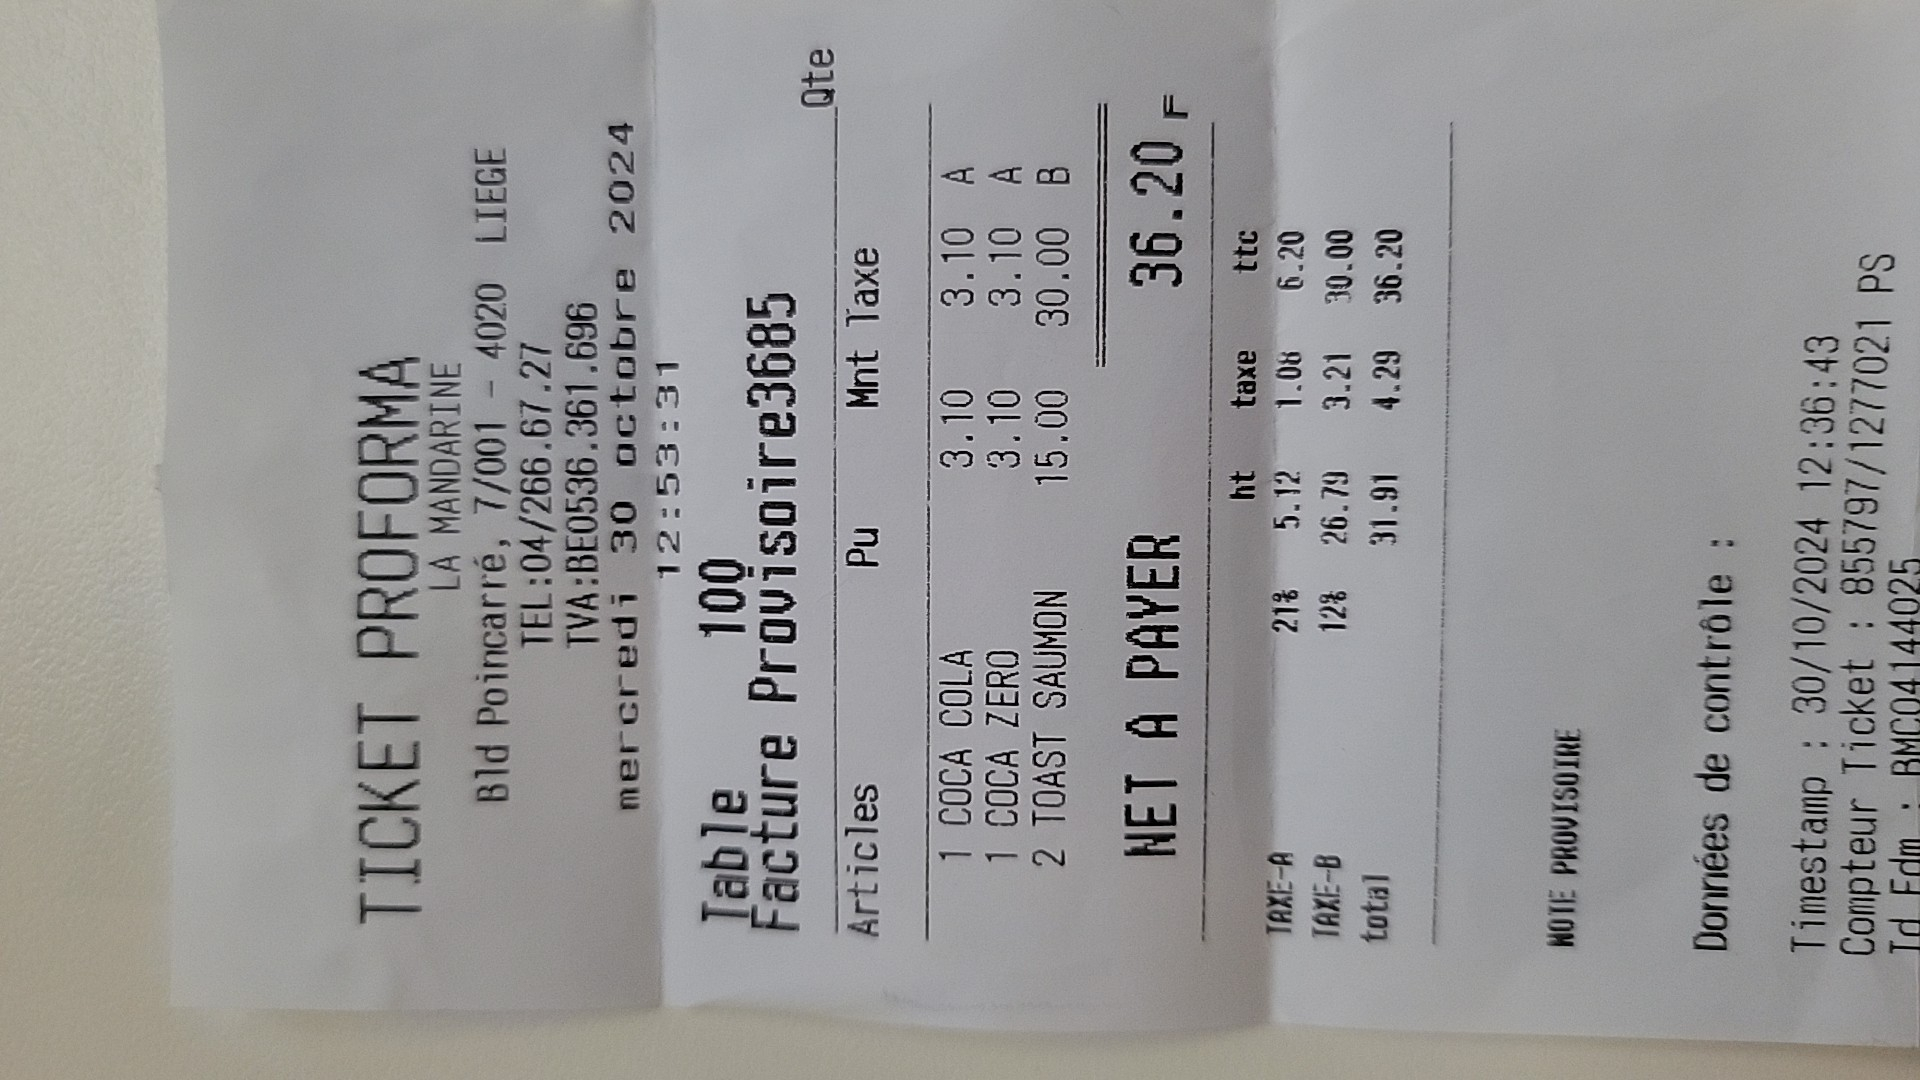 TICKET PROFORMA
LA MANDARINE
Bld Poincarré, 7/001 - 4020 LIEGE
TEL:04/266.67.27
TVA:BE0536.361.696
mercredi 30 octobre 2024
12:53:31
Table 100
Facture Provisoire3685
Qte
Articles Pu Mnt Taxe
1 COCA COLA 3.10 3.10 A
1 COCA ZERO 3.10 3.10 A
2 TOAST SAUMON 15.00 30.00 B
NET A PAYER 36.20 F
ht taxe ttc
TAXE-A 21% 5.12 1.08 6.20
TAXE-B 12% 26.79 3.21 30.00
total 31.91 4.29 36.20
NOTE PROVISOIRE
Données de contrôle :
Timestamp : 30/10/2024 12:36:43
Compteur Ticket : 855797/1277021 PS
Id Fdm : BMC04144025